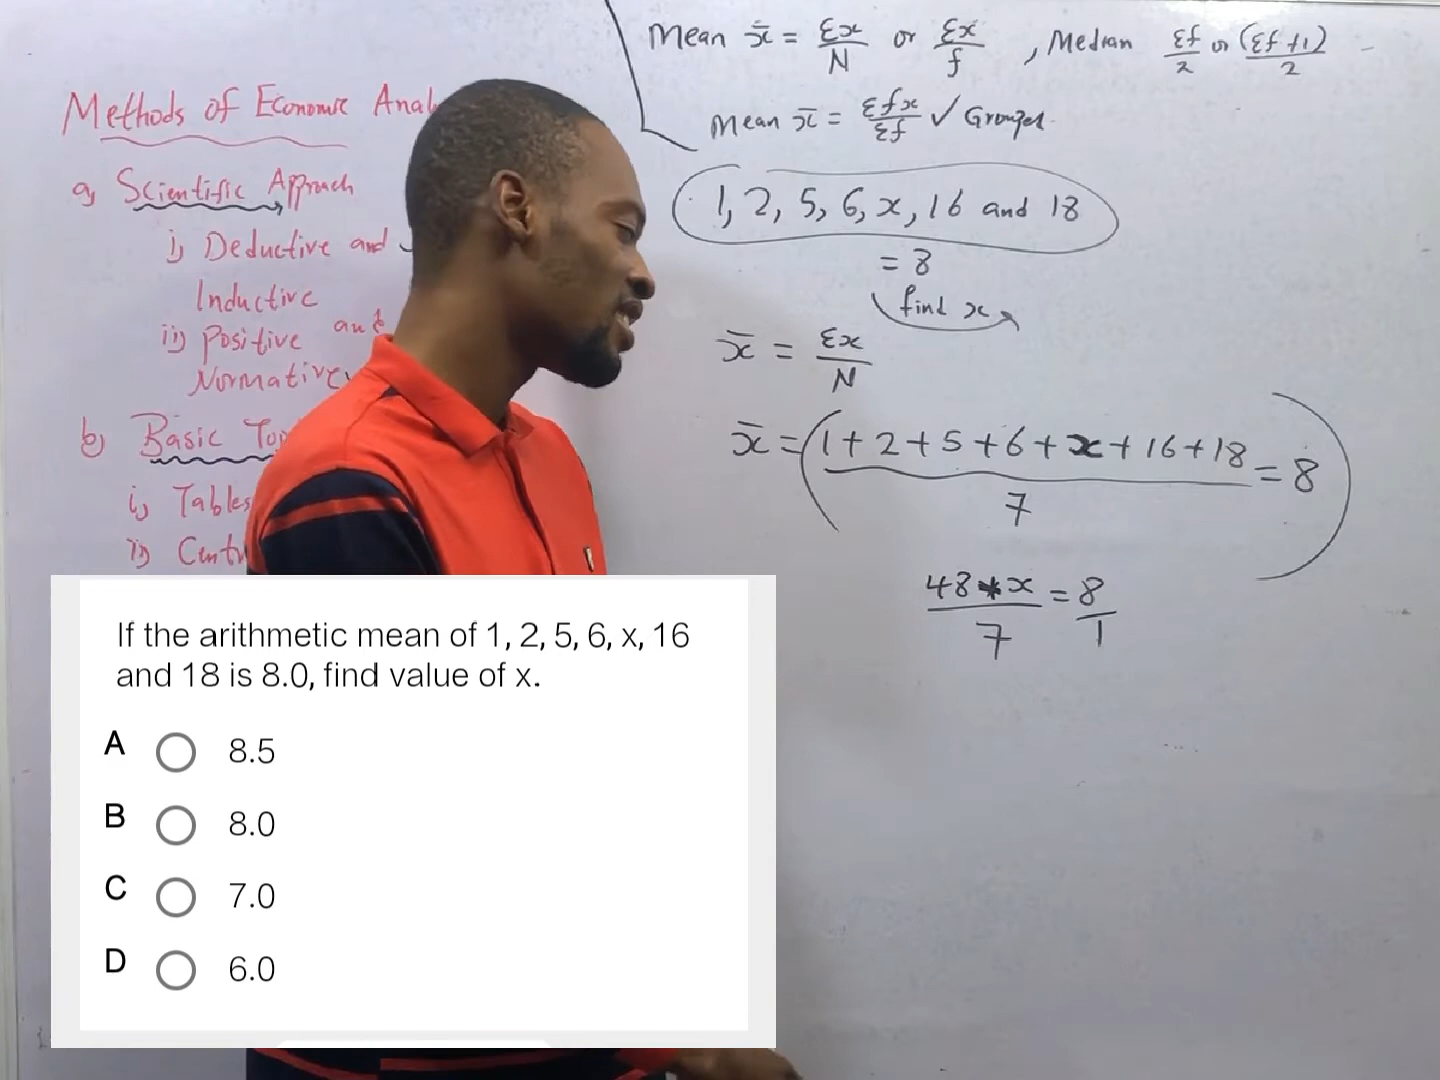 Mean x̄ = Σx/N or Σx/f , Median Σf/2 or (Σf+1)/2
Mean x̄ = Σfx/Σf ✓ Grouped
Methods of Economic
a) Scientific Approach
i) Deductive and
Inductive
ii) Positive and
Normative
b) Basic
i) Tables
ii)
1, 2, 5, 6, x, 16 and 18
= 8
find x
x̄ = Σx/N
x̄ = (1+2+5+6+x+16+18/7 = 8)
48*x/7 = 8/1
If the arithmetic mean of 1, 2, 5, 6, x, 16
and 18 is 8.0, find value of x.
A 8.5
B 8.0
C 7.0
D 6.0